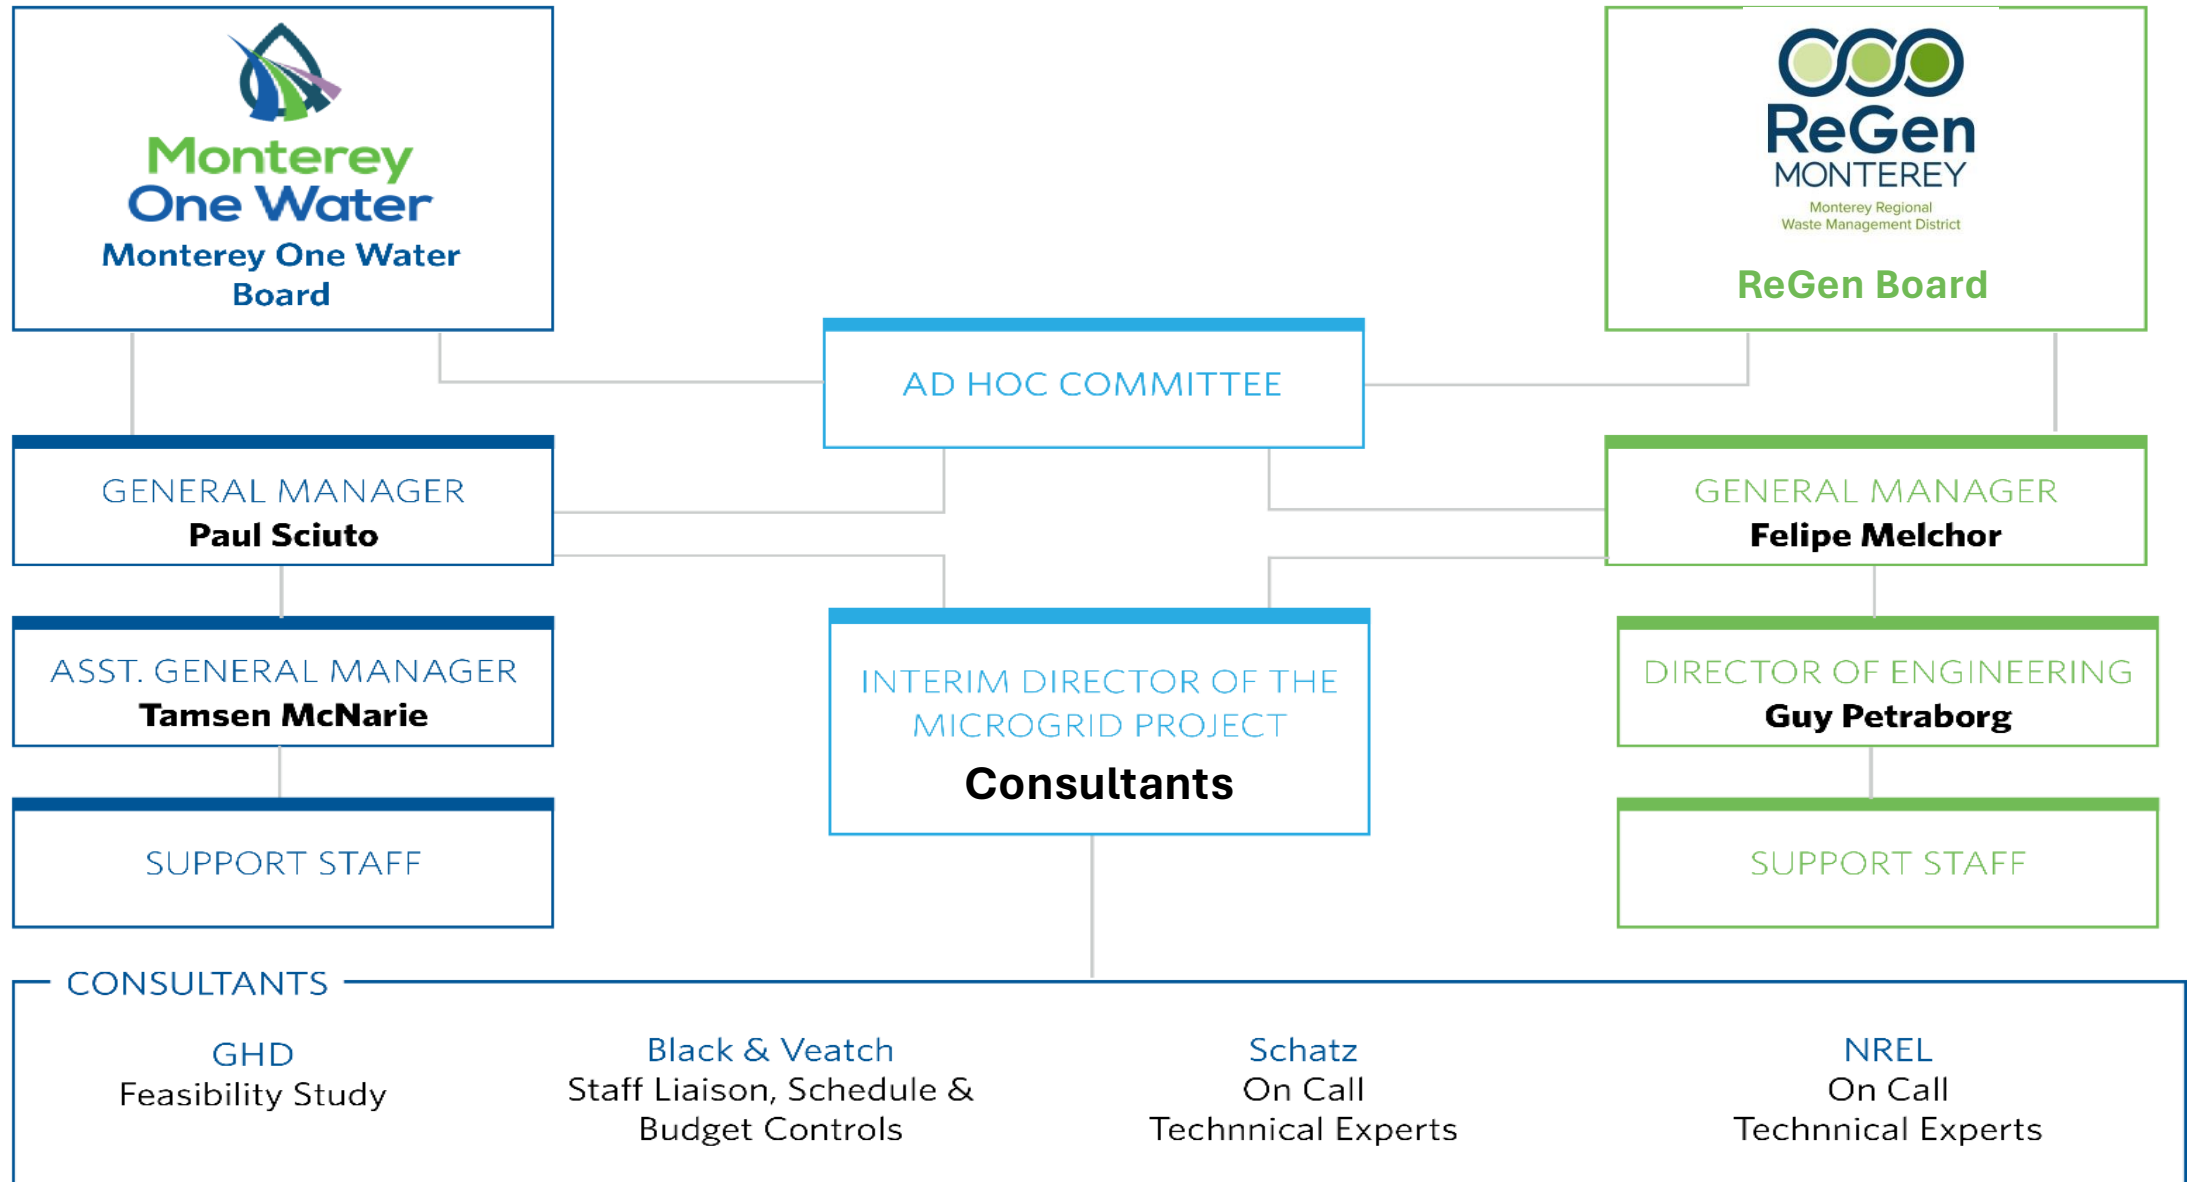 Monterey
One Water
Monterey One Water
Board
ReGen
MONTEREY
Monterey Regional
Waste Management District
ReGen Board
AD HOC COMMITTEE
GENERAL MANAGER
Paul Sciuto
GENERAL MANAGER
Felipe Melchor
ASST. GENERAL MANAGER
Tamsen McNarie
INTERIM DIRECTOR OF THE
MICROGRID PROJECT
Consultants
DIRECTOR OF ENGINEERING
Guy Petraborg
SUPPORT STAFF
SUPPORT STAFF
CONSULTANTS
GHD
Feasibility Study
Black & Veatch
Staff Liaison, Schedule &
Budget Controls
Schatz
On Call
Technnical Experts
NREL
On Call
Technnical Experts